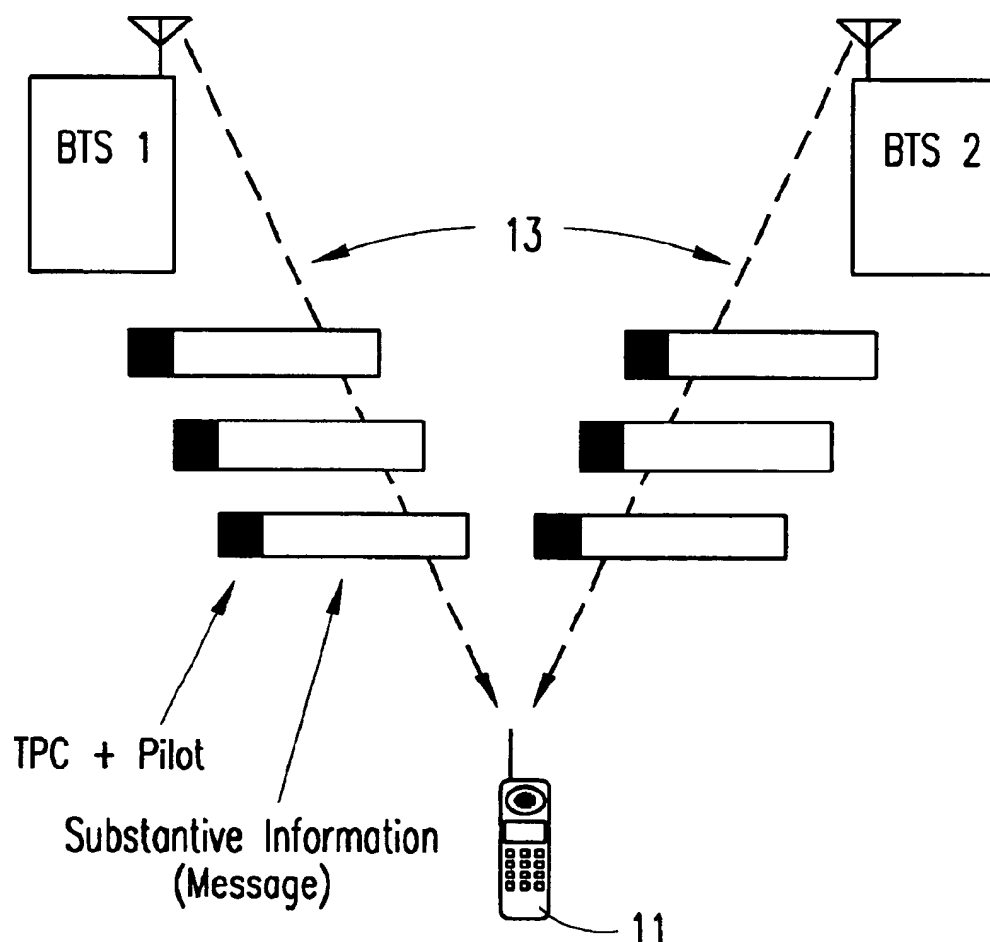 BTS 1
BTS 2
13
TPC + Pilot
Substantive Information
(Message)
11